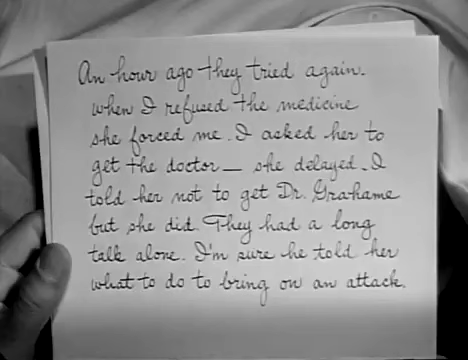 An hour ago they tried again.
when I refused the medicine
she forced me. I asked her to
get the doctor— she delayed. I
told her not to get Dr. Grahame
but she did. They had a long
talk alone. I'm sure he told her
what to do to bring on an attack.